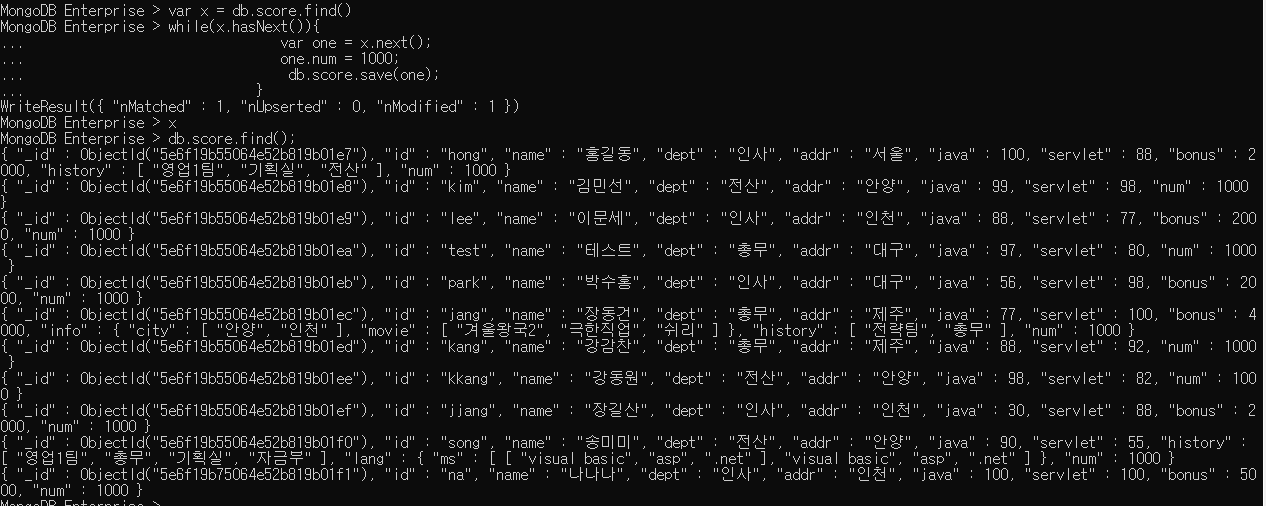 MongoDB Enterprise > var x = db.score.find()
MongoDB Enterprise > while(x.hasNext()){
... var one = x.next();
... one.num = 1000;
... db.score.save(one);
... }
WriteResult({ "nMatched" : 1, "nUpserted" : 0, "nModified" : 1 })
MongoDB Enterprise > x
MongoDB Enterprise > db.score.find();
{ "_id" : ObjectId("5e6f19b55064e52b819b01e7"), "id" : "hong", "name" : "홍길동", "dept" : "인사", "addr" : "서울", "java" : 100, "servlet" : 88, "bonus" : 2
000, "history" : [ "영업1팀", "기획실", "전산" ], "num" : 1000 }
{ "_id" : ObjectId("5e6f19b55064e52b819b01e8"), "id" : "kim", "name" : "김민선", "dept" : "전산", "addr" : "안양", "java" : 99, "servlet" : 98, "num" : 1000
}
{ "_id" : ObjectId("5e6f19b55064e52b819b01e9"), "id" : "lee", "name" : "이문세", "dept" : "인사", "addr" : "인천", "java" : 88, "servlet" : 77, "bonus" : 200
0, "num" : 1000 }
{ "_id" : ObjectId("5e6f19b55064e52b819b01ea"), "id" : "test", "name" : "테스트", "dept" : "총무", "addr" : "대구", "java" : 97, "servlet" : 80, "num" : 1000
}
{ "_id" : ObjectId("5e6f19b55064e52b819b01eb"), "id" : "park", "name" : "박수홍", "dept" : "인사", "addr" : "대구", "java" : 56, "servlet" : 98, "bonus" : 20
00, "num" : 1000 }
{ "_id" : ObjectId("5e6f19b55064e52b819b01ec"), "id" : "jang", "name" : "장동건", "dept" : "총무", "addr" : "제주", "java" : 77, "servlet" : 100, "bonus" : 4
000, "info" : { "city" : [ "안양", "인천" ], "movie" : [ "겨울왕국2", "극한직업", "쉬리" ] }, "history" : [ "전략팀", "총무" ], "num" : 1000 }
{ "_id" : ObjectId("5e6f19b55064e52b819b01ed"), "id" : "kang", "name" : "강감찬", "dept" : "총무", "addr" : "제주", "java" : 88, "servlet" : 92, "num" : 1000
}
{ "_id" : ObjectId("5e6f19b55064e52b819b01ee"), "id" : "kkang", "name" : "강동원", "dept" : "전산", "addr" : "안양", "java" : 98, "servlet" : 82, "num" : 100
0 }
{ "_id" : ObjectId("5e6f19b55064e52b819b01ef"), "id" : "jjang", "name" : "장길산", "dept" : "인사", "addr" : "인천", "java" : 30, "servlet" : 88, "bonus" : 2
000, "num" : 1000 }
{ "_id" : ObjectId("5e6f19b55064e52b819b01f0"), "id" : "song", "name" : "송미미", "dept" : "전산", "addr" : "안양", "java" : 90, "servlet" : 55, "history" :
[ "영업1팀", "총무", "기획실", "자금부" ], "lang" : { "ms" : [ [ "visual basic", "asp", ".net" ], "visual basic", "asp", ".net" ] }, "num" : 1000 }
{ "_id" : ObjectId("5e6f19b75064e52b819b01f1"), "id" : "na", "name" : "나나나", "dept" : "인사", "addr" : "인천", "java" : 100, "servlet" : 100, "bonus" : 50
00, "num" : 1000 }
MongoDB Enterprise >